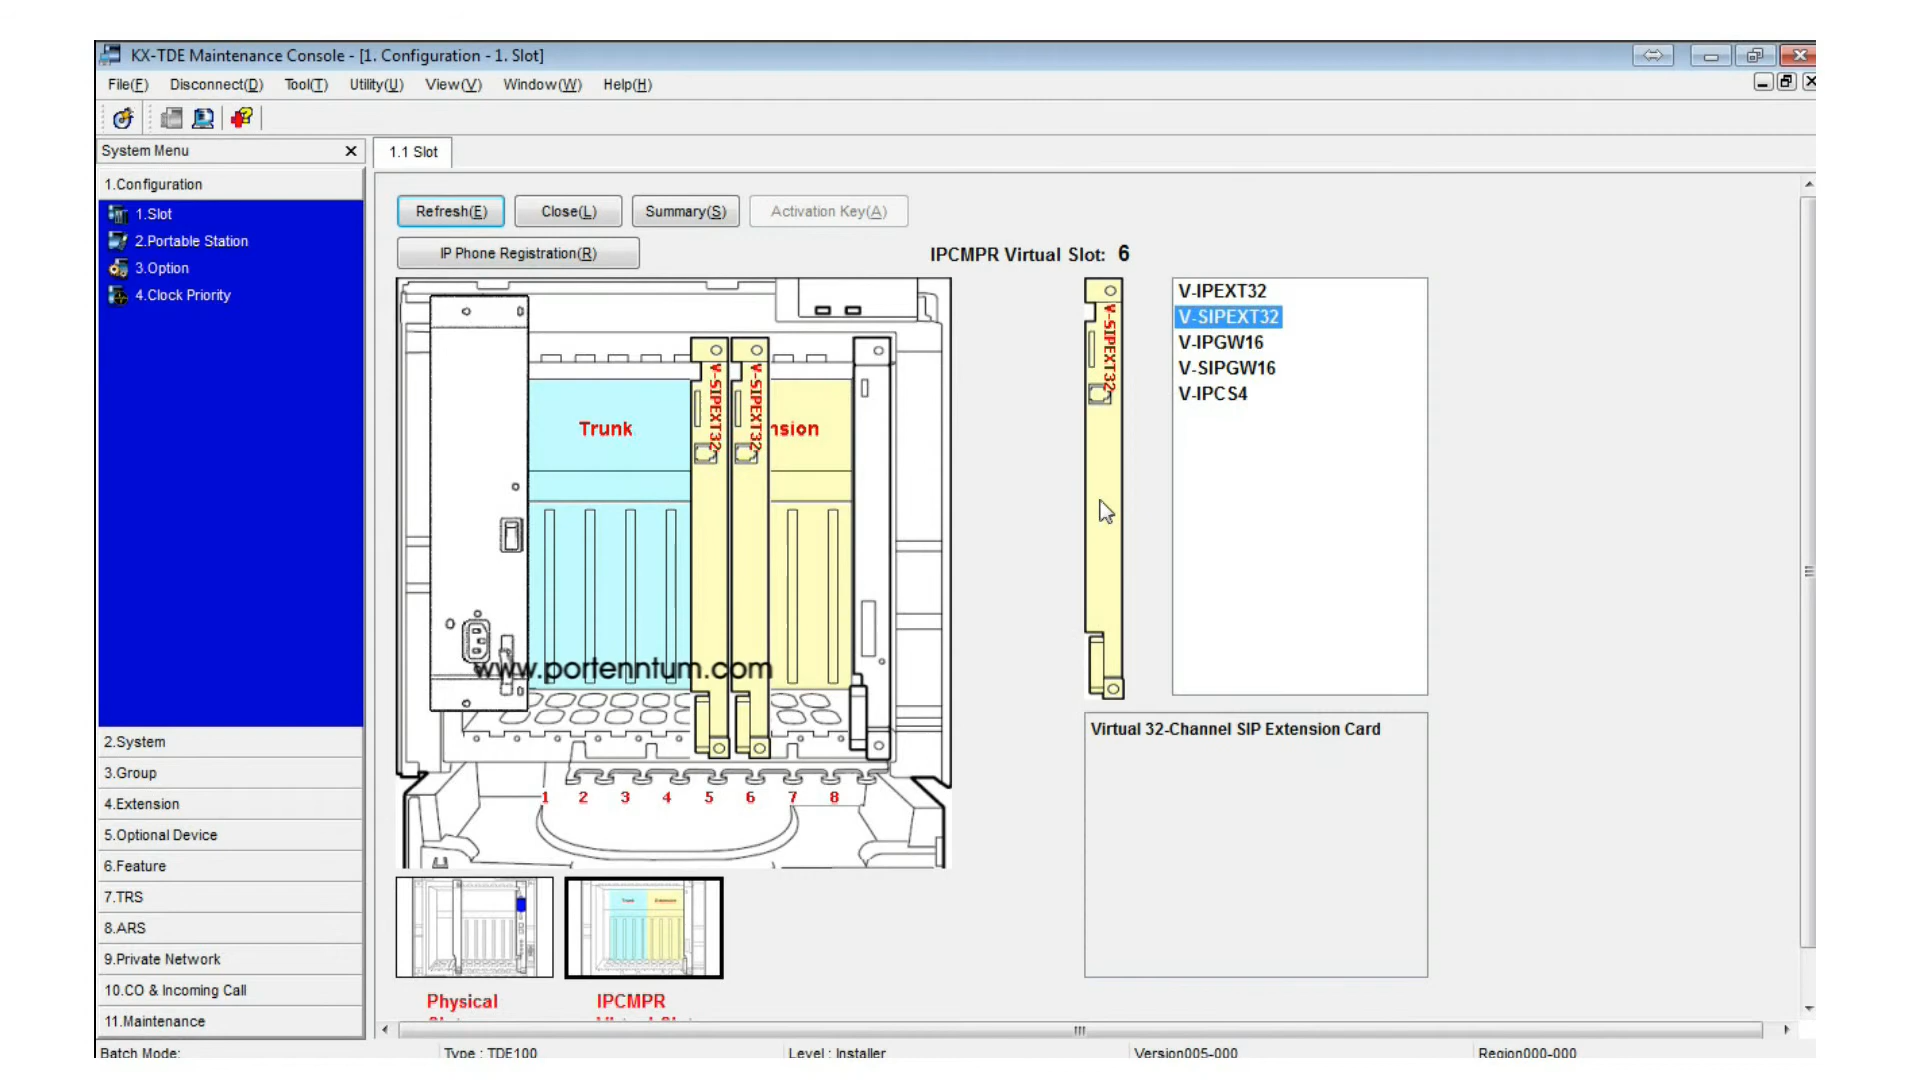 KX-TDE Maintenance Console - [1. Configuration - 1. Slot]
File(F) Disconnect(D) Tool(T) Utility(U) View(V) Window(W) Help(H)
System Menu
1.1 Slot
1.Configuration
1.Slot
2.Portable Station
3.Option
4.Clock Priority
2.System
3.Group
4.Extension
5.Optional Device
6.Feature
7.TRS
8.ARS
9.Private Network
10.CO & Incoming Call
11.Maintenance
Refresh(E) Close(L) Summary(S) Activation Key(A)
IP Phone Registration(R)
IPCMPR Virtual Slot: 6
Trunk
V-SIPEXT32
V-SIPEXT32
nsion
www.portenntum.com
1 2 3 4 5 6 7 8
V-SIPEXT32
V-IPEXT32
V-SIPEXT32
V-IPGW16
V-SIPGW16
V-IPCS4
Virtual 32-Channel SIP Extension Card
Trunk Extension
Physical
IPCMPR
Batch Mode: Type : TDE100 Level : Installer Version005-000 Region000-000